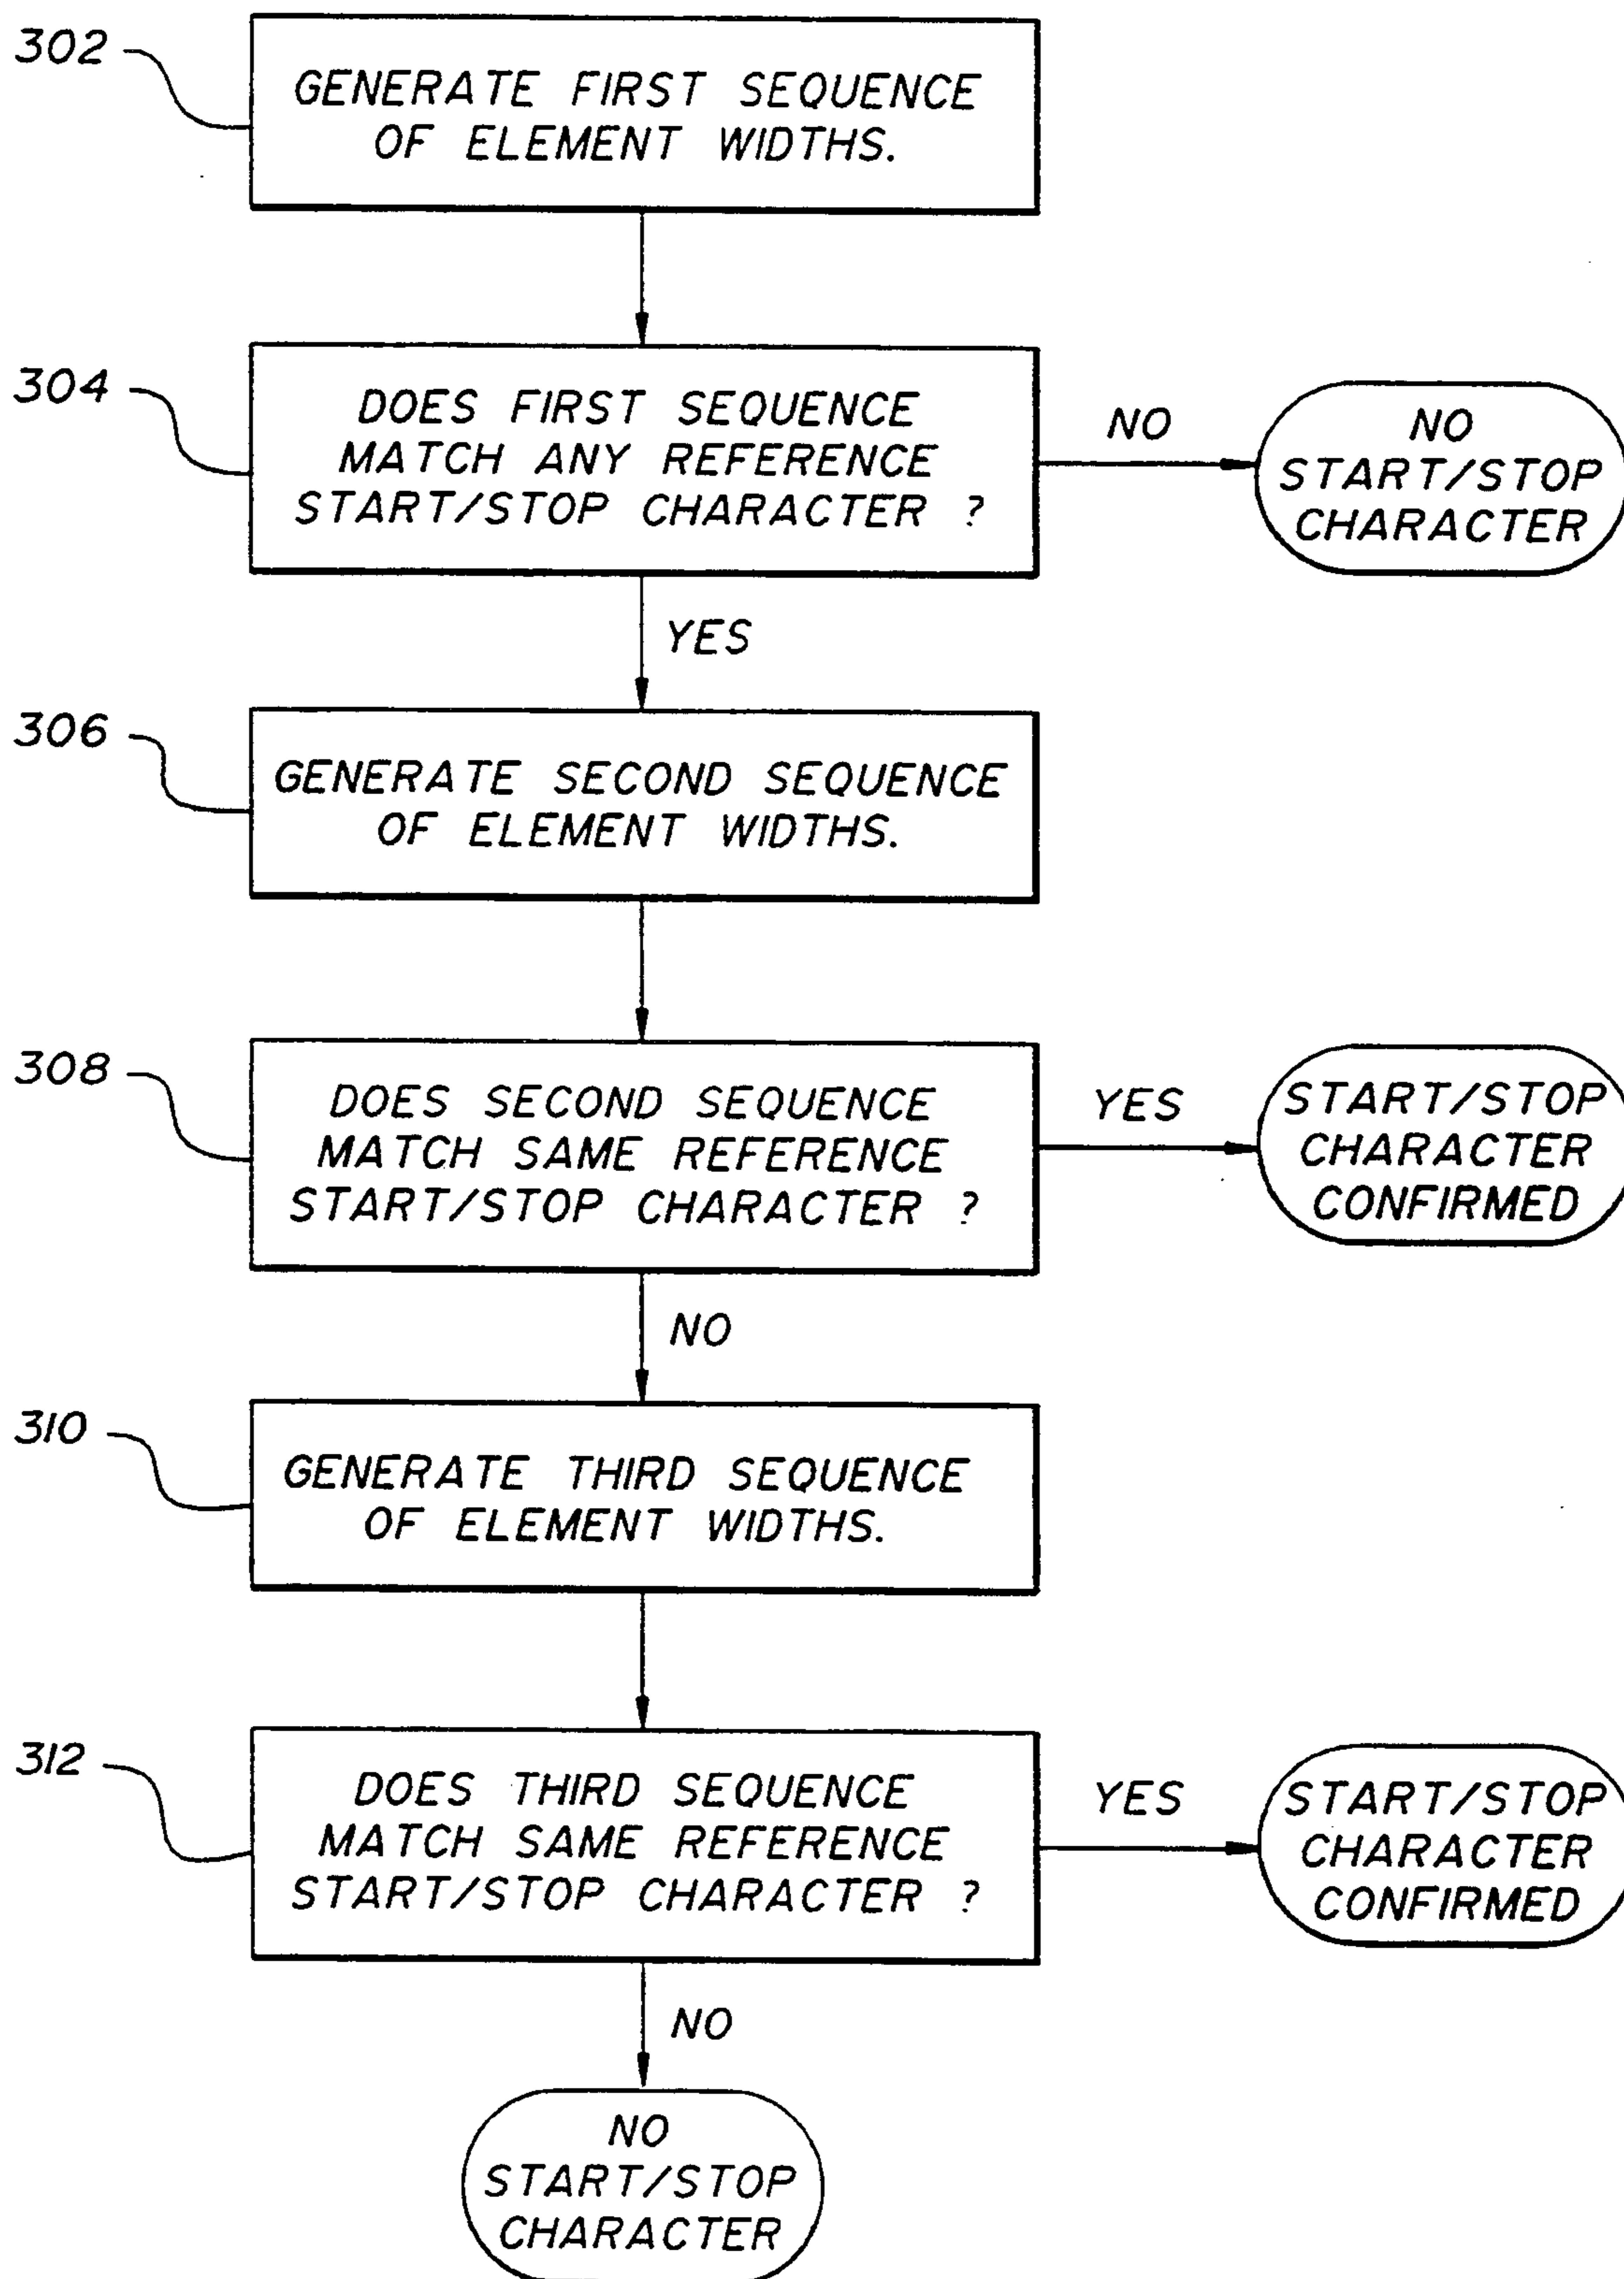 302
GENERATE FIRST SEQUENCE
OF ELEMENT WIDTHS.
304
DOES FIRST SEQUENCE
MATCH ANY REFERENCE
START/STOP CHARACTER ?
NO
NO
START/STOP
CHARACTER
YES
306
GENERATE SECOND SEQUENCE
OF ELEMENT WIDTHS.
308
DOES SECOND SEQUENCE
MATCH SAME REFERENCE
START/STOP CHARACTER ?
YES
START/STOP
CHARACTER
CONFIRMED
NO
310
GENERATE THIRD SEQUENCE
OF ELEMENT WIDTHS.
312
DOES THIRD SEQUENCE
MATCH SAME REFERENCE
START/STOP CHARACTER ?
YES
START/STOP
CHARACTER
CONFIRMED
NO
NO
START/STOP
CHARACTER